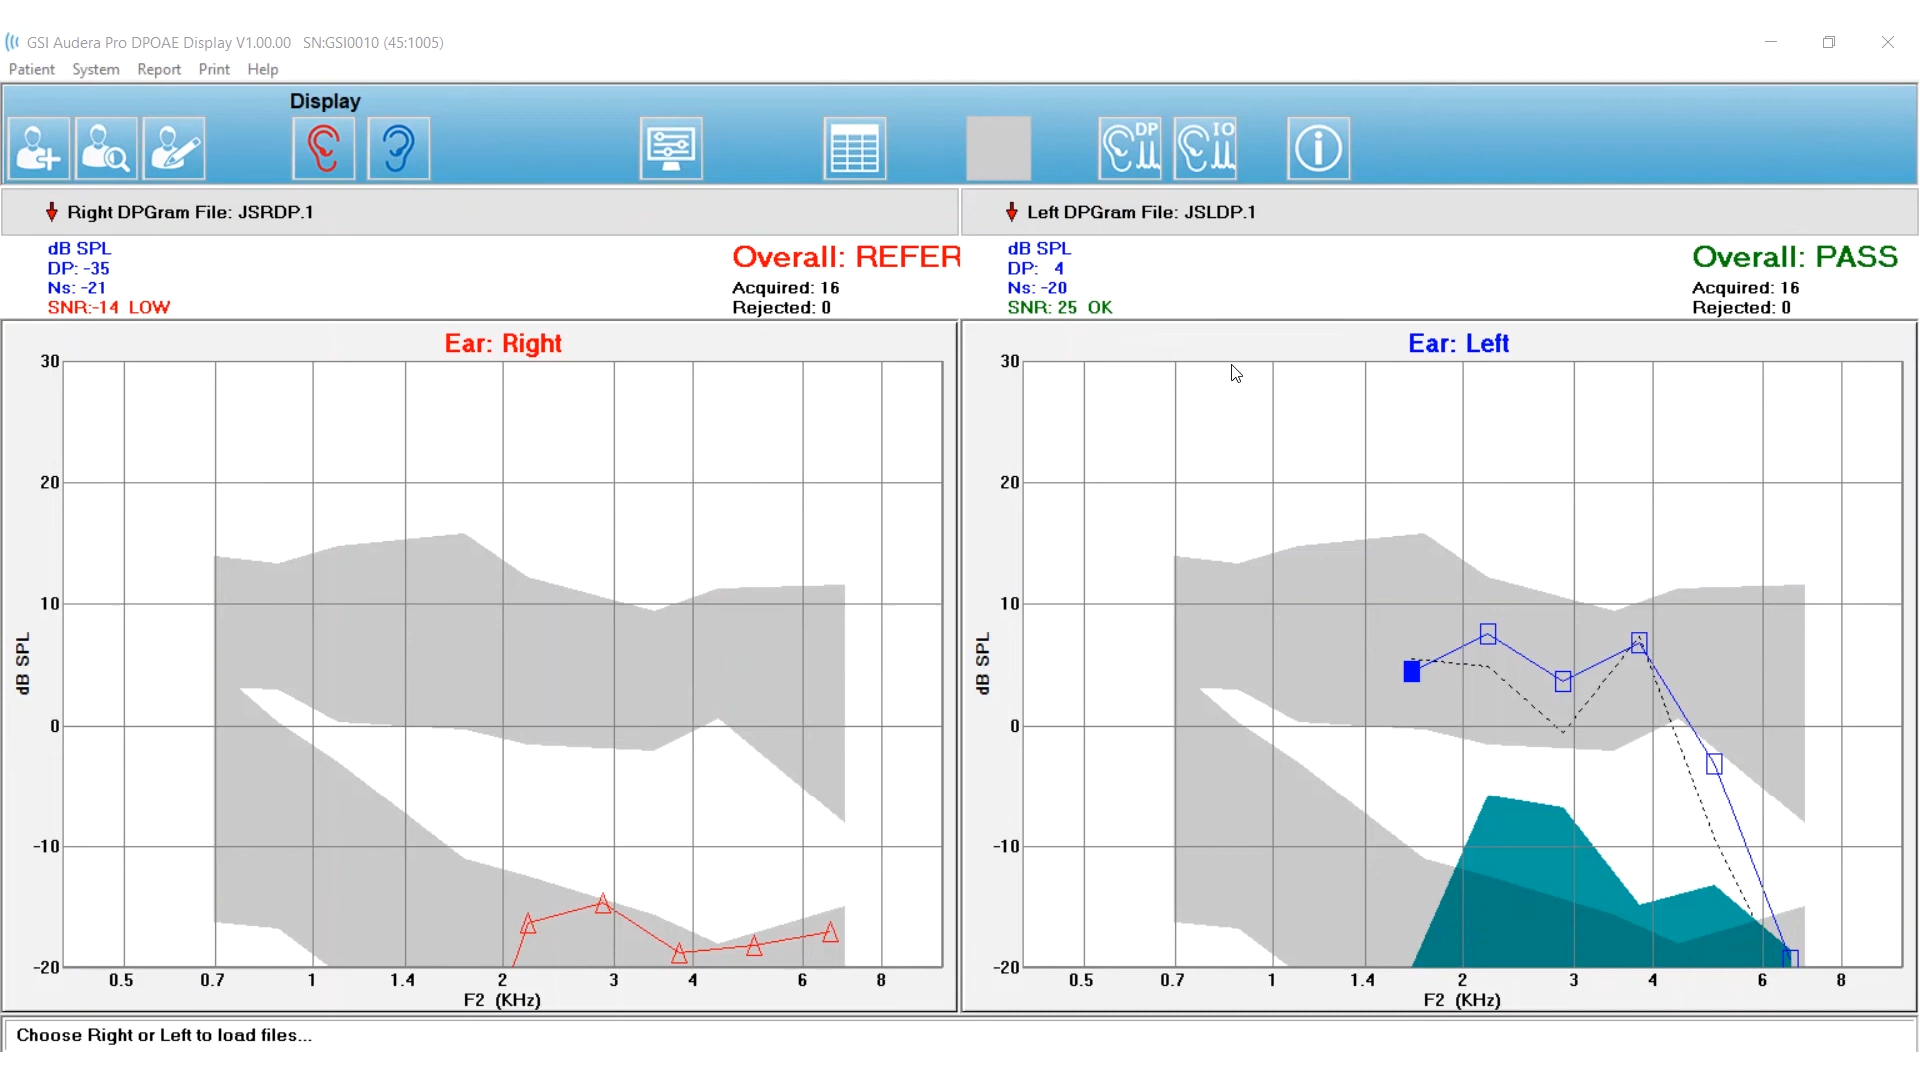 GSI Audera Pro DPOAE Display V1.00.00 SN:GSI0010 (45:1005)
Patient System Report Print Help
Display
DP
IO
Right DPGram File: JSRDP.1
dB SPL
DP: -35
Ns: -21
SNR:-14 LOW
Overall: REFER
Acquired: 16
Rejected: 0
Ear: Right
30
20
10
0
-10
-20
dB SPL
0.5 0.7 1 1.4 2 3 4 6 8
F2 (KHz)
Left DPGram File: JSLDP.1
dB SPL
DP: 4
Ns: -20
SNR: 25 OK
Overall: PASS
Acquired: 16
Rejected: 0
Ear: Left
30
20
10
0
-10
-20
dB SPL
0.5 0.7 1 1.4 2 3 4 6 8
F2 (KHz)
Choose Right or Left to load files...